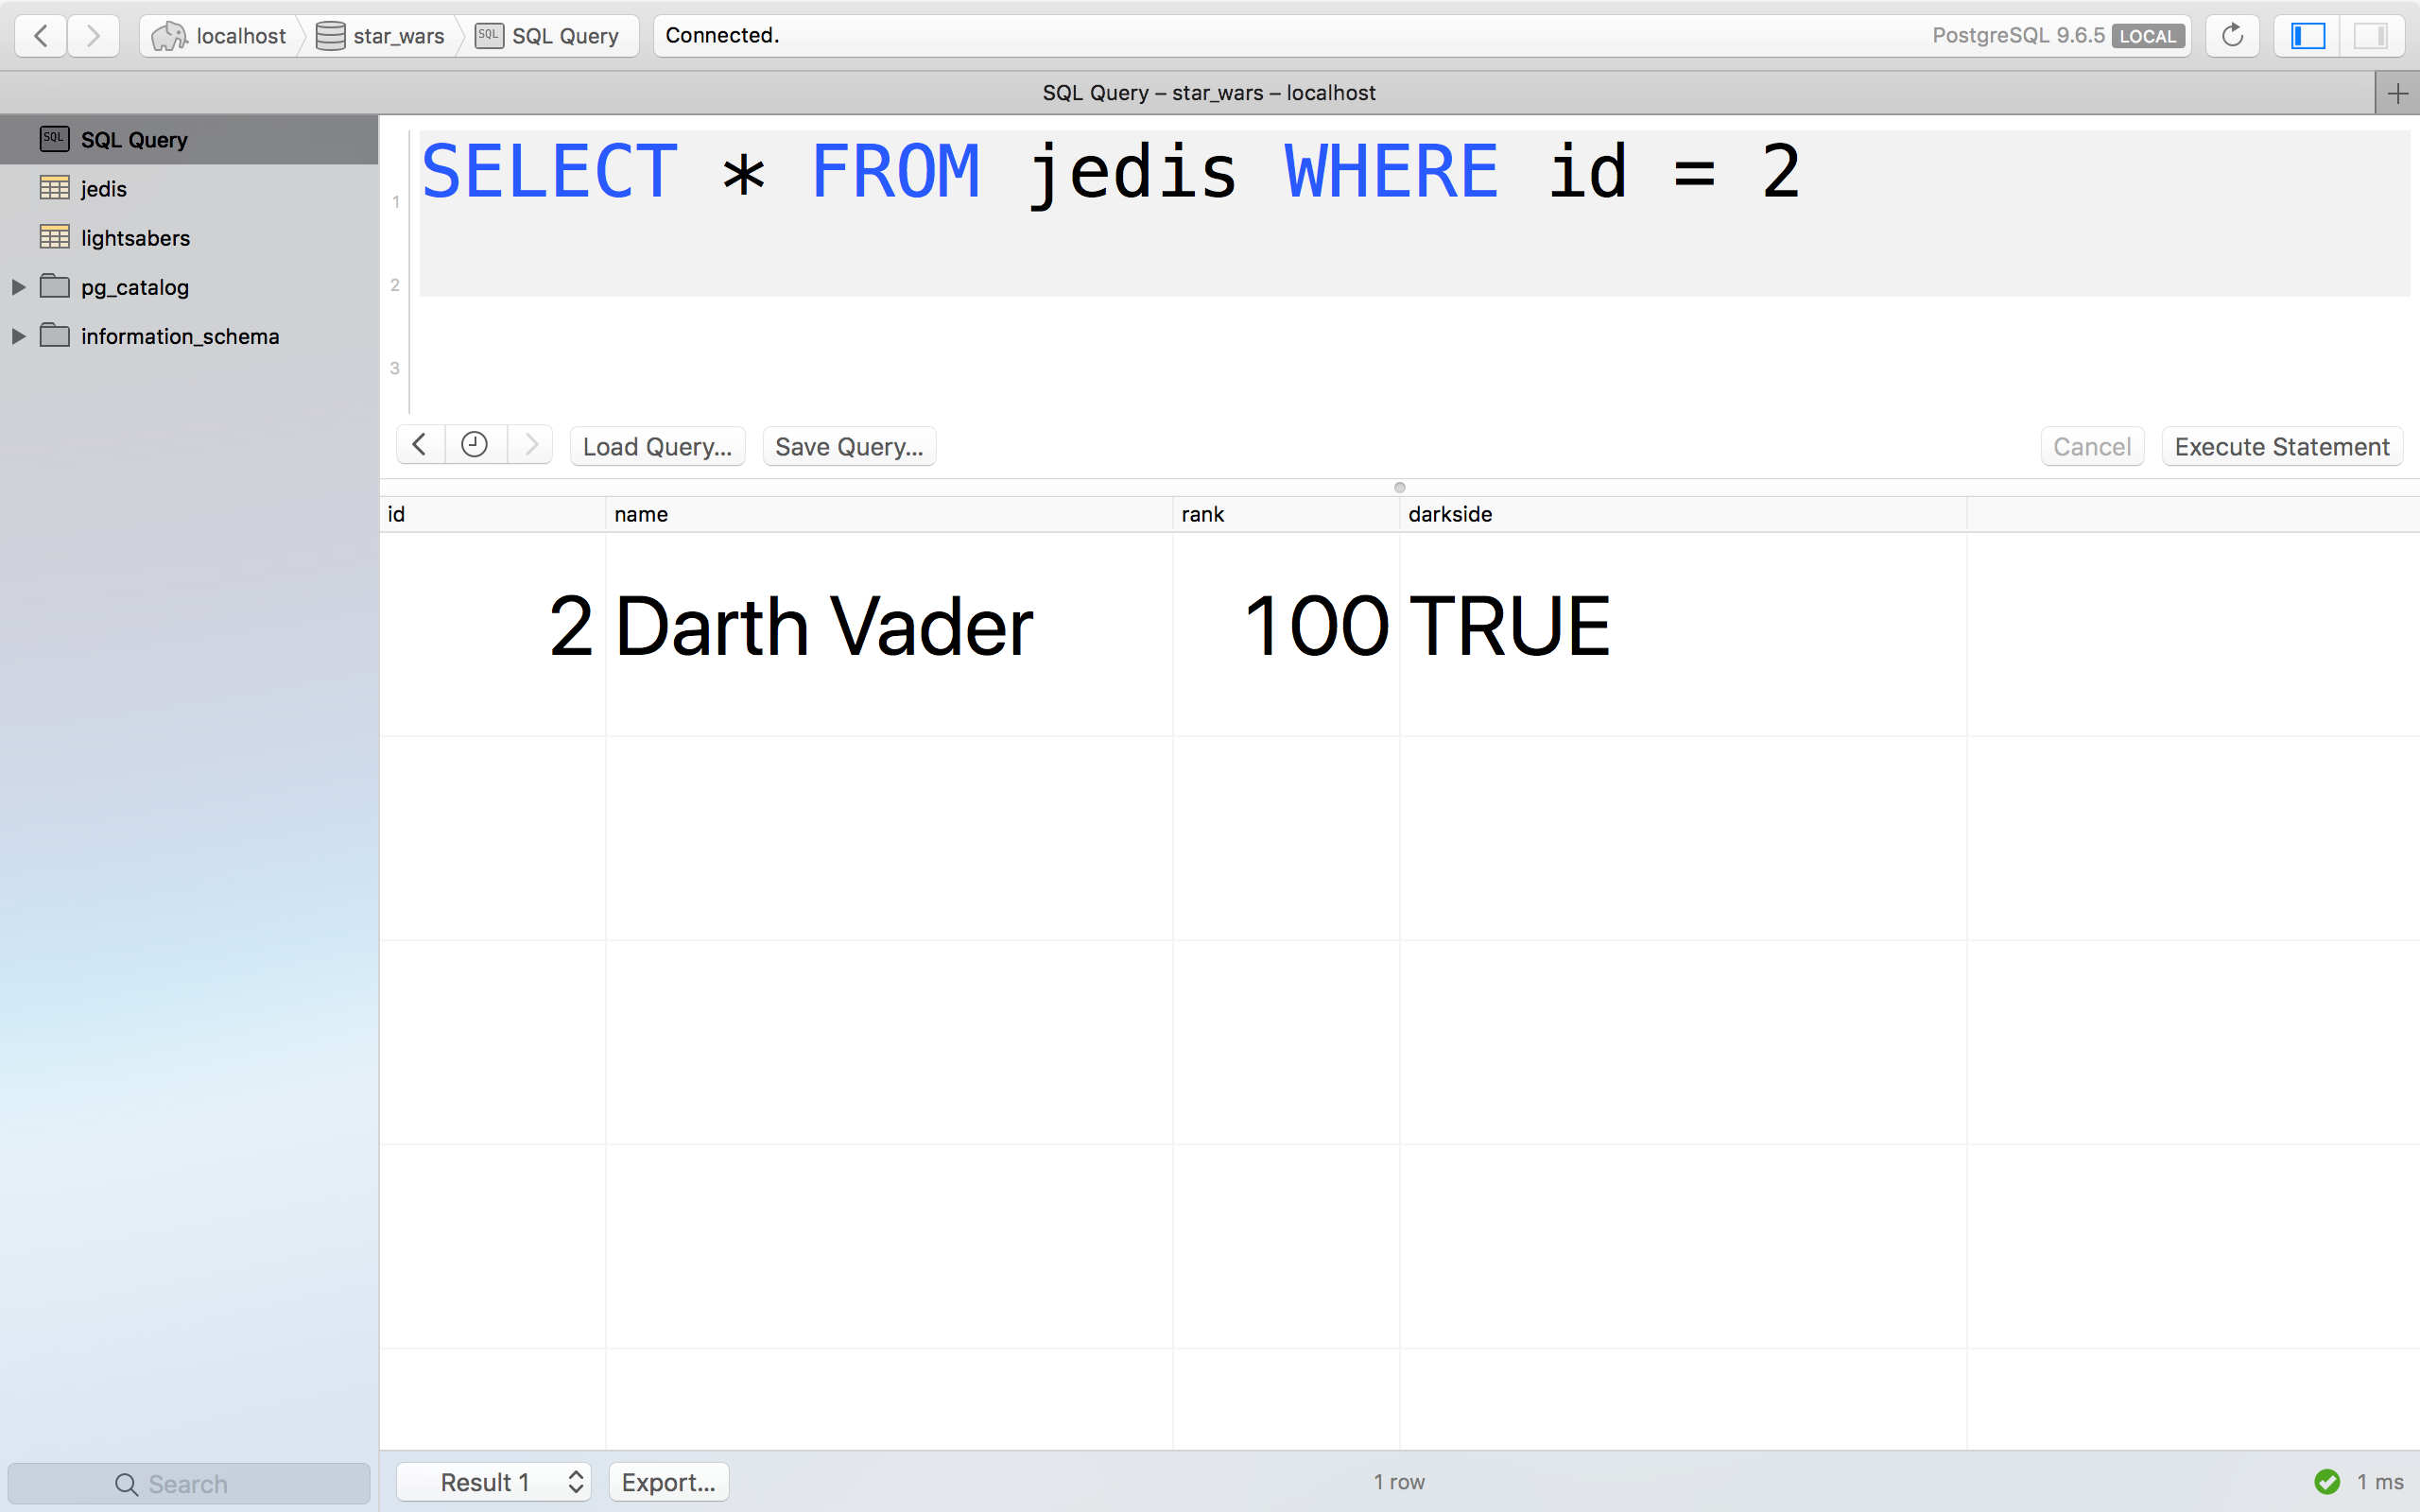 localhost star_wars SQL SQL Query Connected. PostgreSQL 9.6.5 LOCAL
SQL Query – star_wars – localhost
SQL SQL Query
jedis
lightsabers
pg_catalog
information_schema
1 SELECT * FROM jedis WHERE id = 2
2
3
Load Query... Save Query... Cancel Execute Statement
id name rank darkside
2 Darth Vader 100 TRUE
Search Result 1 Export... 1 row 1 ms